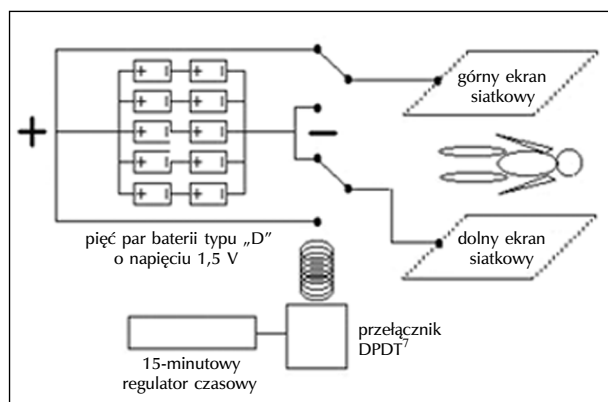 górny ekran
siatkowy
+
−
pięć par baterii typu „D”
o napięciu 1,5 V
dolny ekran
siatkowy
przełącznik
DPDT7
15-minutowy
regulator czasowy